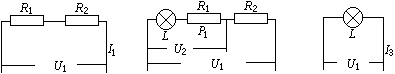 R₁ R₂
I₁
U₁
L R₁ R₂
P₁
U₂
U₁
L
I₃
U₁